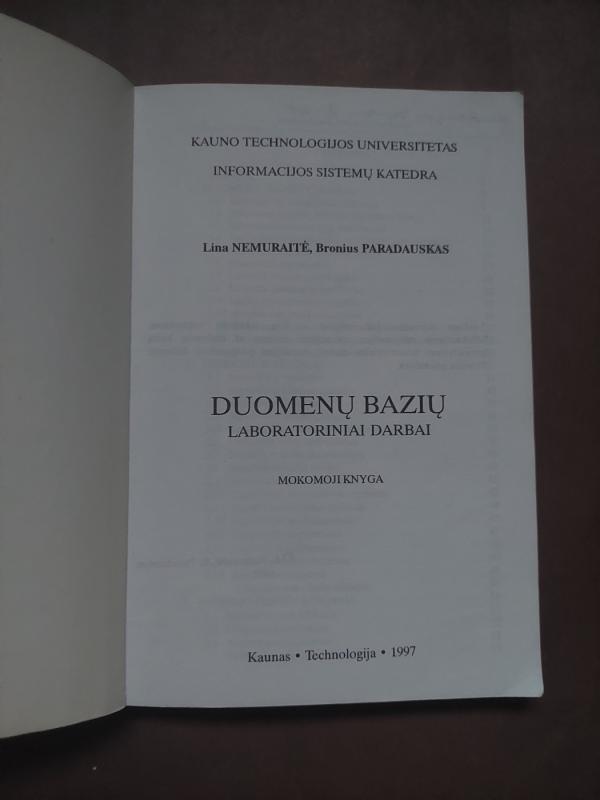 KAUNO TECHNOLOGIJOS UNIVERSITETAS
INFORMACIJOS SISTEMŲ KATEDRA
Lina NEMURAITĖ, Bronius PARADAUSKAS
DUOMENŲ BAZIŲ
LABORATORINIAI DARBAI
MOKOMOJI KNYGA
Kaunas • Technologija • 1997